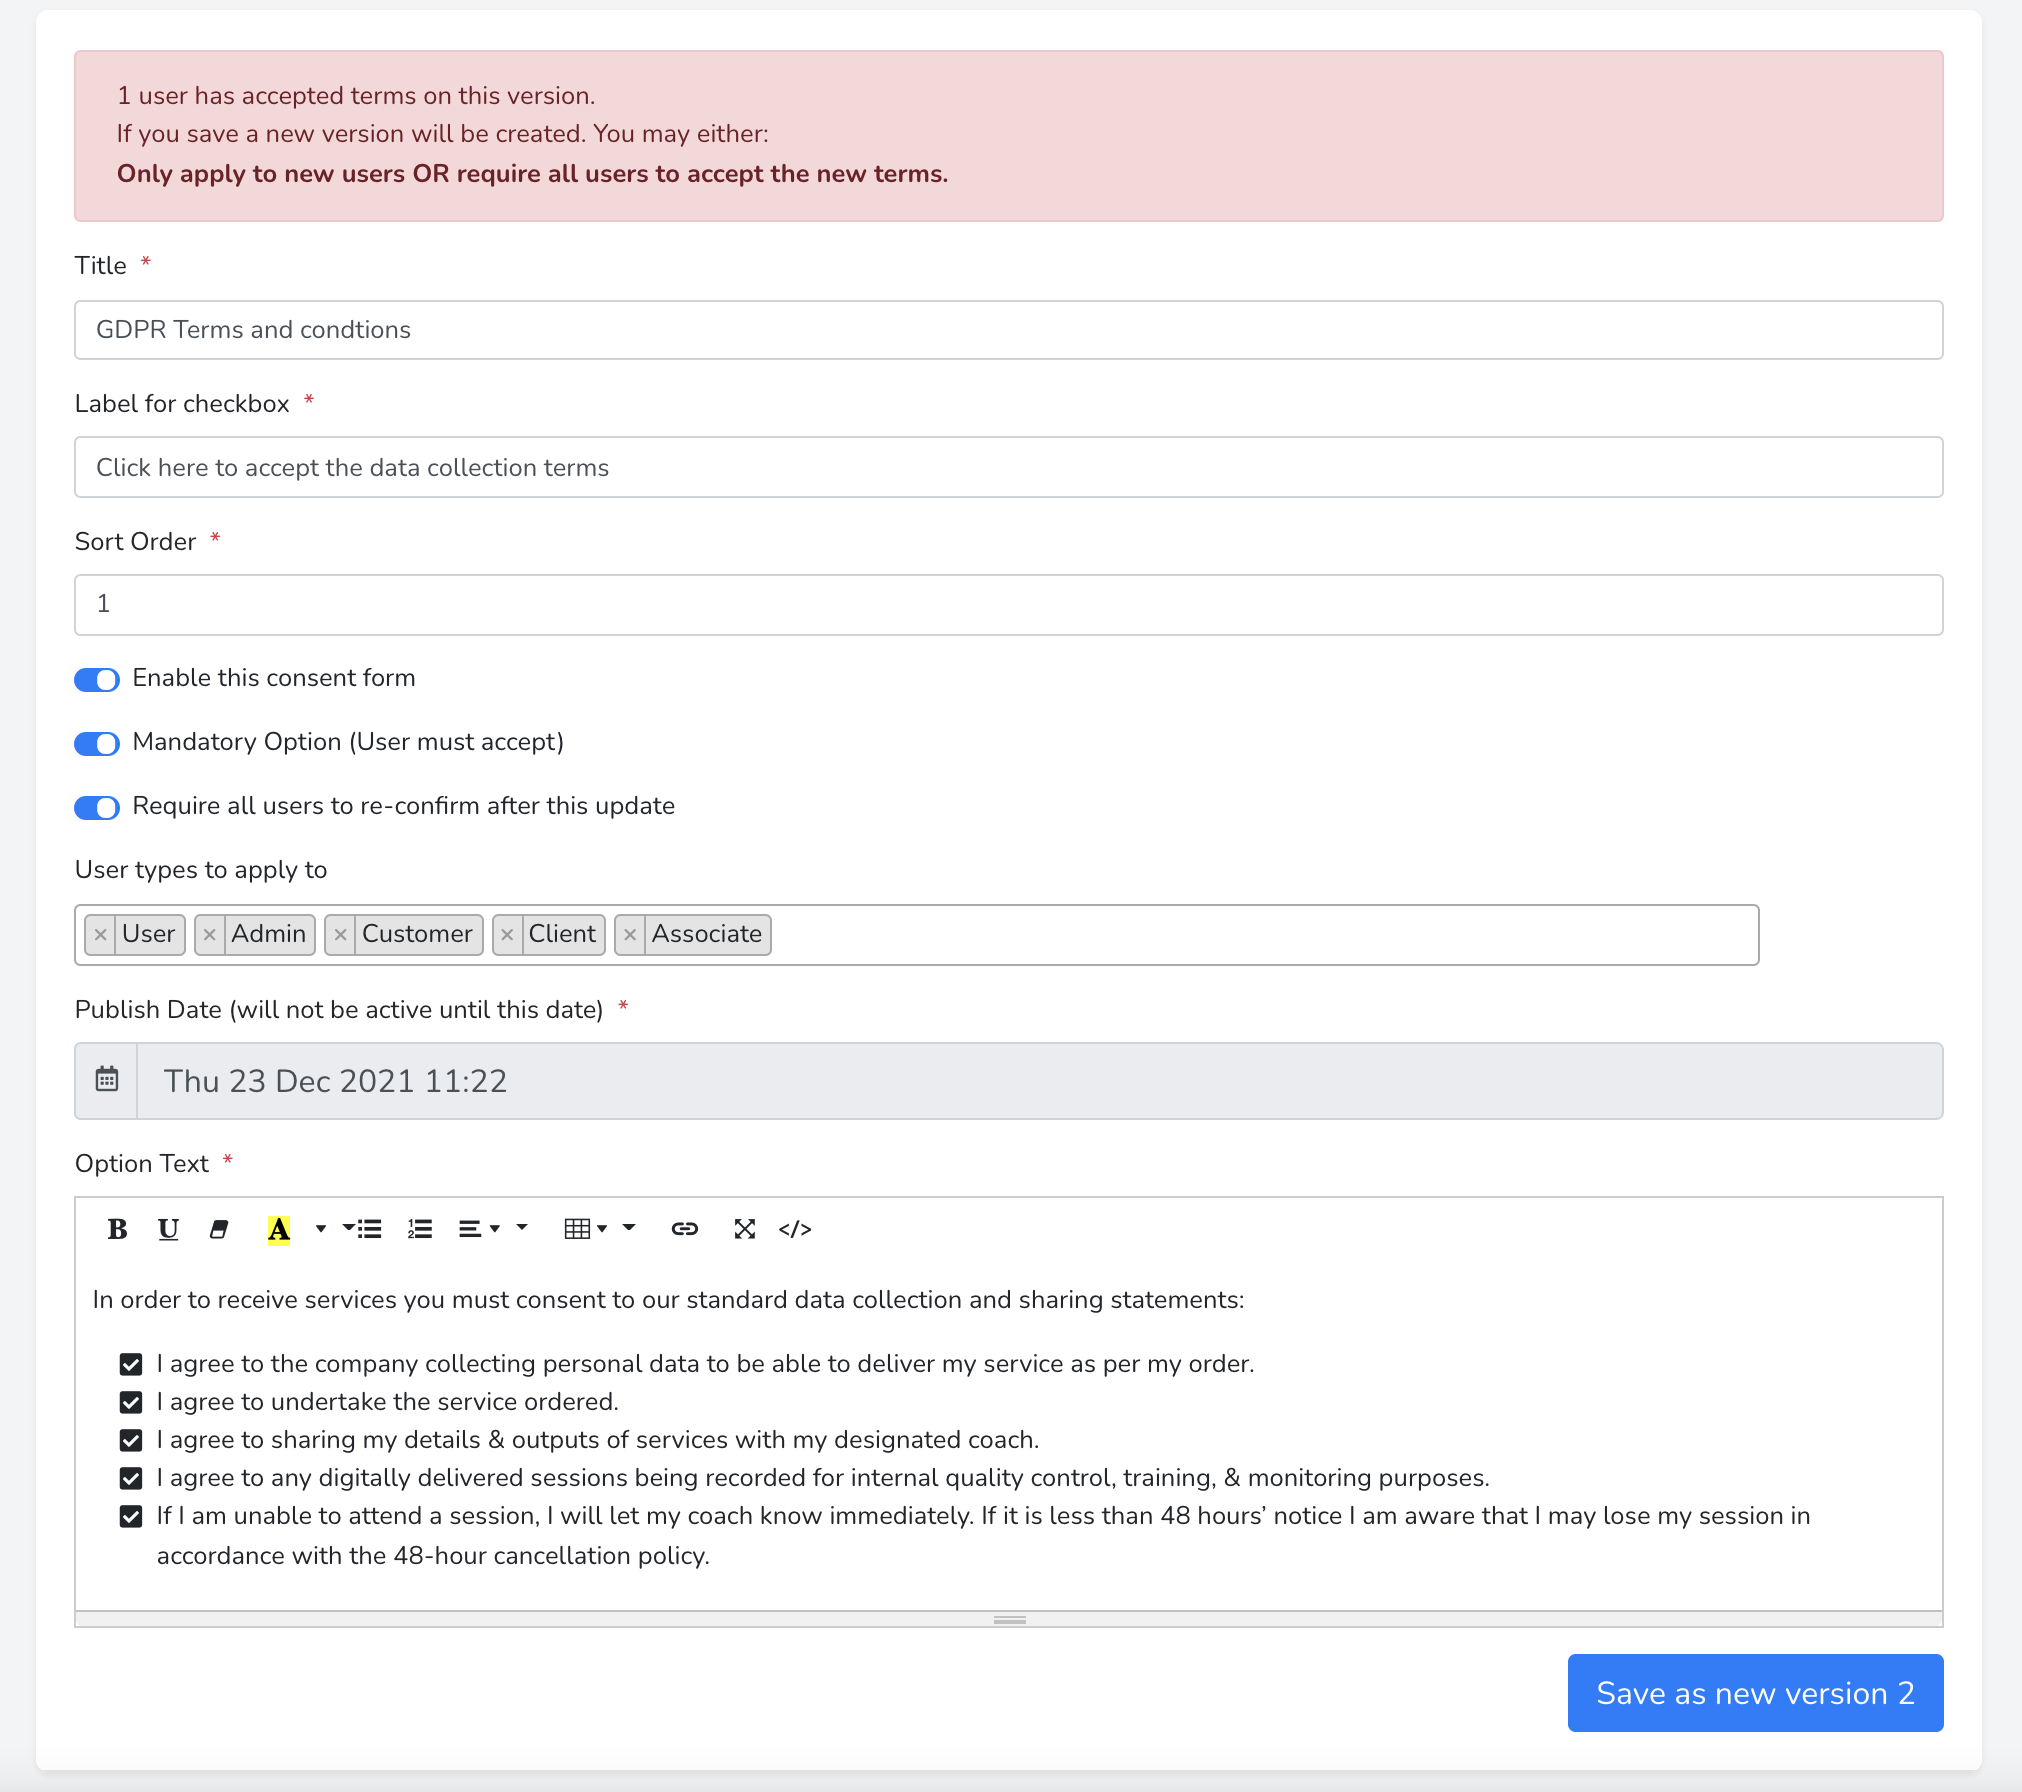 1 user has accepted terms on this version.
If you save a new version will be created. You may either:
Only apply to new users OR require all users to accept the new terms.
Title *
GDPR Terms and condtions
Label for checkbox *
Click here to accept the data collection terms
Sort Order *
1
Enable this consent form
Mandatory Option (User must accept)
Require all users to re-confirm after this update
User types to apply to
× User × Admin × Customer × Client × Associate
Publish Date (will not be active until this date) *
Thu 23 Dec 2021 11:22
Option Text *
B U A </>
In order to receive services you must consent to our standard data collection and sharing statements:
I agree to the company collecting personal data to be able to deliver my service as per my order.
I agree to undertake the service ordered.
I agree to sharing my details & outputs of services with my designated coach.
I agree to any digitally delivered sessions being recorded for internal quality control, training, & monitoring purposes.
If I am unable to attend a session, I will let my coach know immediately. If it is less than 48 hours’ notice I am aware that I may lose my session in
accordance with the 48-hour cancellation policy.
Save as new version 2